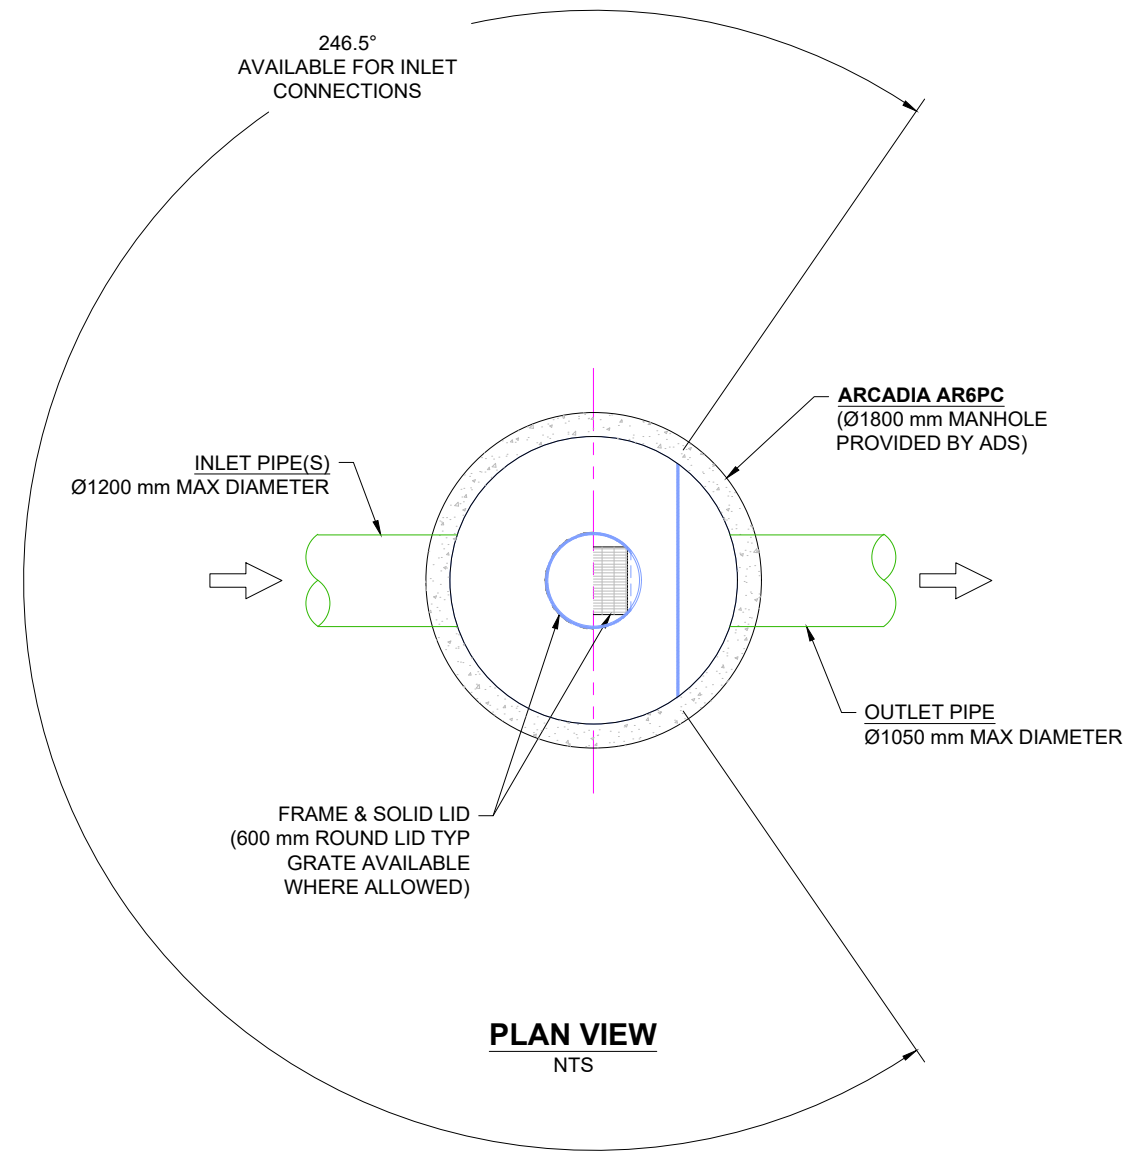 246.5°
AVAILABLE FOR INLET
CONNECTIONS
ARCADIA AR6PC
(Ø1800 mm MANHOLE
PROVIDED BY ADS)
INLET PIPE(S)
Ø1200 mm MAX DIAMETER
OUTLET PIPE
Ø1050 mm MAX DIAMETER
FRAME & SOLID LID
(600 mm ROUND LID TYP
GRATE AVAILABLE
WHERE ALLOWED)
PLAN VIEW
NTS